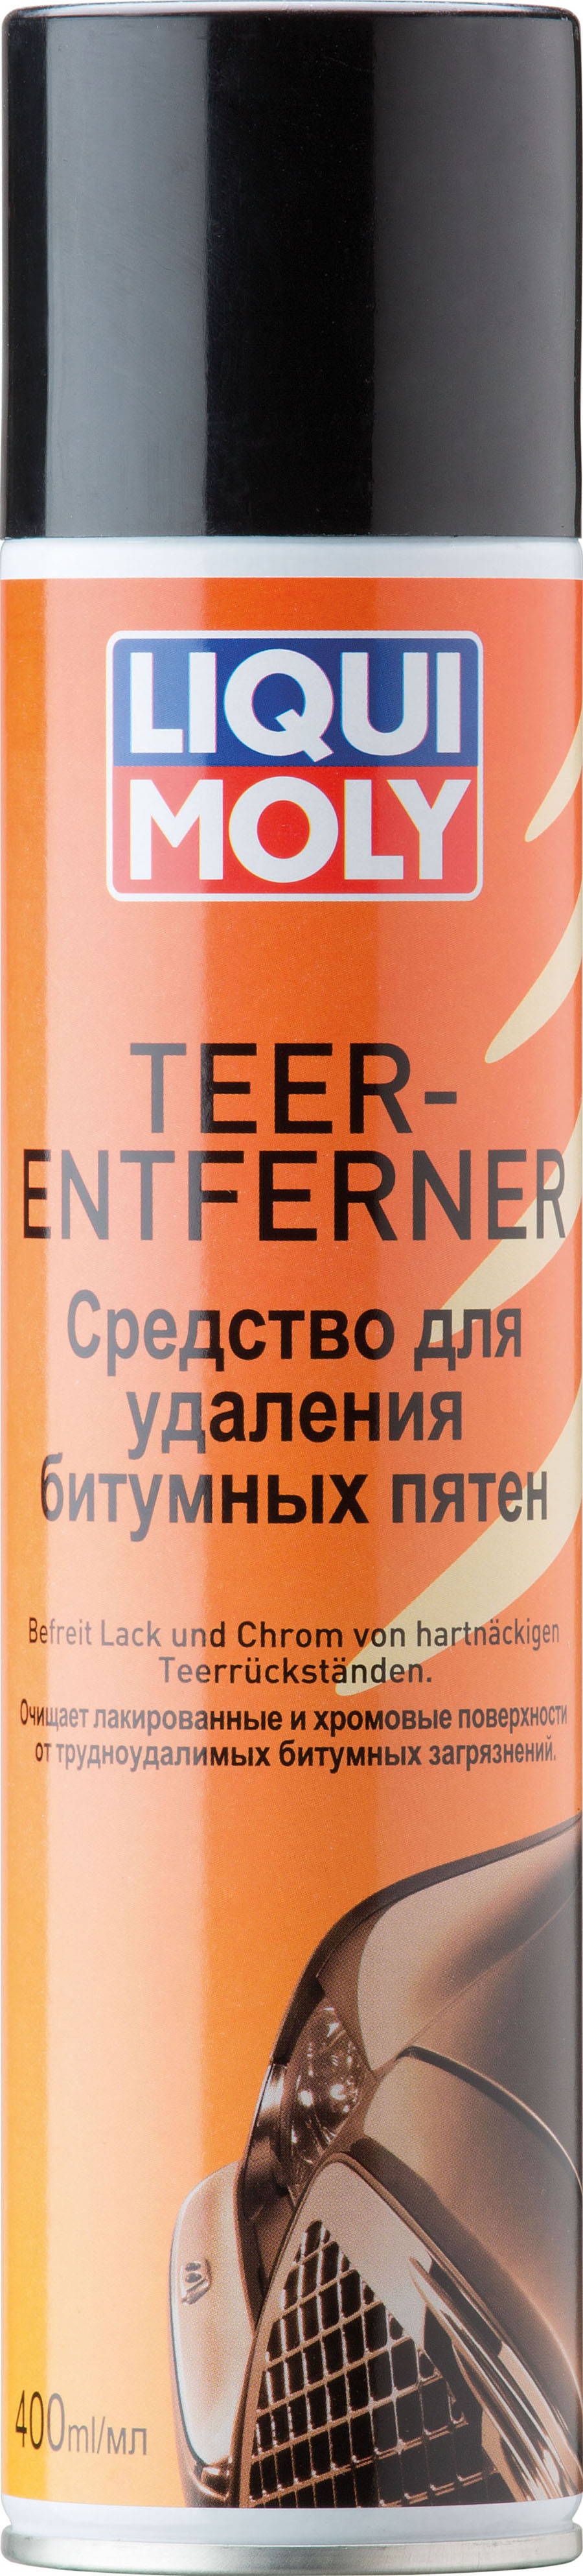 LIQUI
MOLY
TEER-
ENTFERNER
Средство для
удаления
битумных пятен
Befreit Lack und Chrom von hartnäckigen
Teerrückständen.
Очищает лакированные и хромовые поверхности
от трудноудалимых битумных загрязнений.
400ml/мл